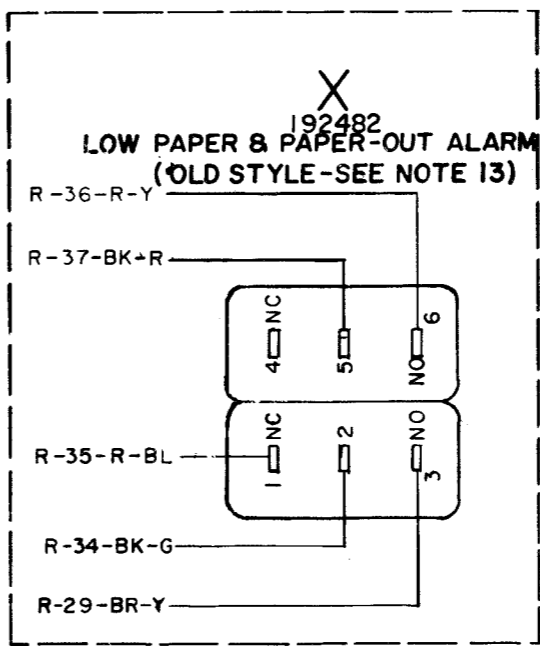 X
192482
LOW PAPER & PAPER-OUT ALARM
(OLD STYLE-SEE NOTE 13)
R-36-R-Y
R-37-BK-R
4 NC
5
NO 6
R-35-R-BL
1 NC
2
3 NO
R-34-BK-G
R-29-BR-Y